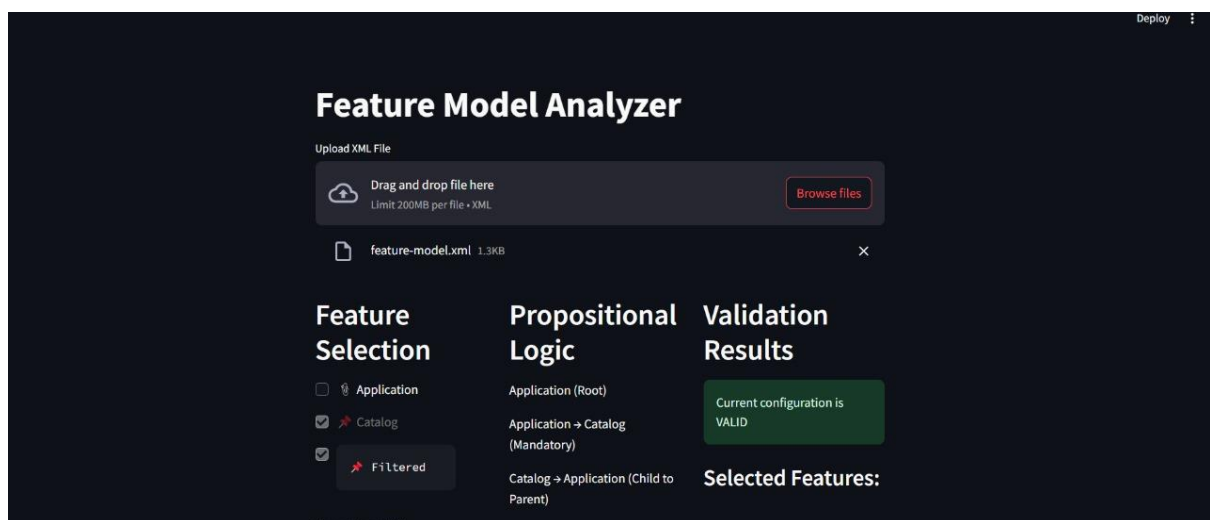 Deploy
Feature Model Analyzer
Upload XML File
Drag and drop file here
Limit 200MB per file • XML
Browse files
feature-model.xml 1.3KB
Feature
Selection
Application
Catalog
Filtered
Propositional
Logic
Application (Root)
Application → Catalog
(Mandatory)
Catalog → Application (Child to
Parent)
Validation
Results
Current configuration is
VALID
Selected Features: